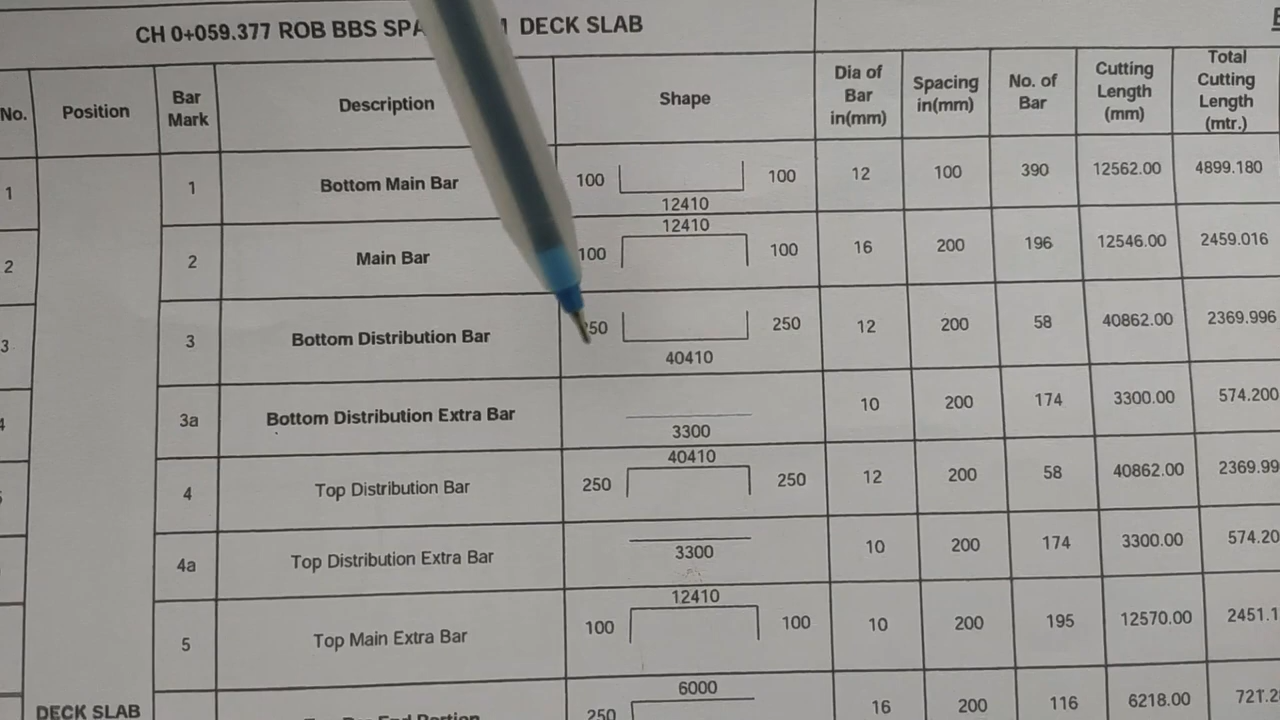 CH 0+059.377 ROB BBS DECK SLAB
No. Position Bar Mark Description Shape Dia of Bar in(mm) Spacing in(mm) No. of Bar Cutting Length (mm) Total Cutting Length (mtr.)
1 1 Bottom Main Bar 100 12410 100 12 100 390 12562.00 4899.180
2 2 Main Bar 100 12410 100 16 200 196 12546.00 2459.016
3 3 Bottom Distribution Bar 250 40410 250 12 200 58 40862.00 2369.996
3a Bottom Distribution Extra Bar 3300 10 200 174 3300.00 574.200
4 Top Distribution Bar 250 40410 250 12 200 58 40862.00 2369.99
4a Top Distribution Extra Bar 3300 10 200 174 3300.00 574.20
5 Top Main Extra Bar 100 12410 100 10 200 195 12570.00 2451.1
DECK SLAB 250 6000 16 200 116 6218.00 721.2